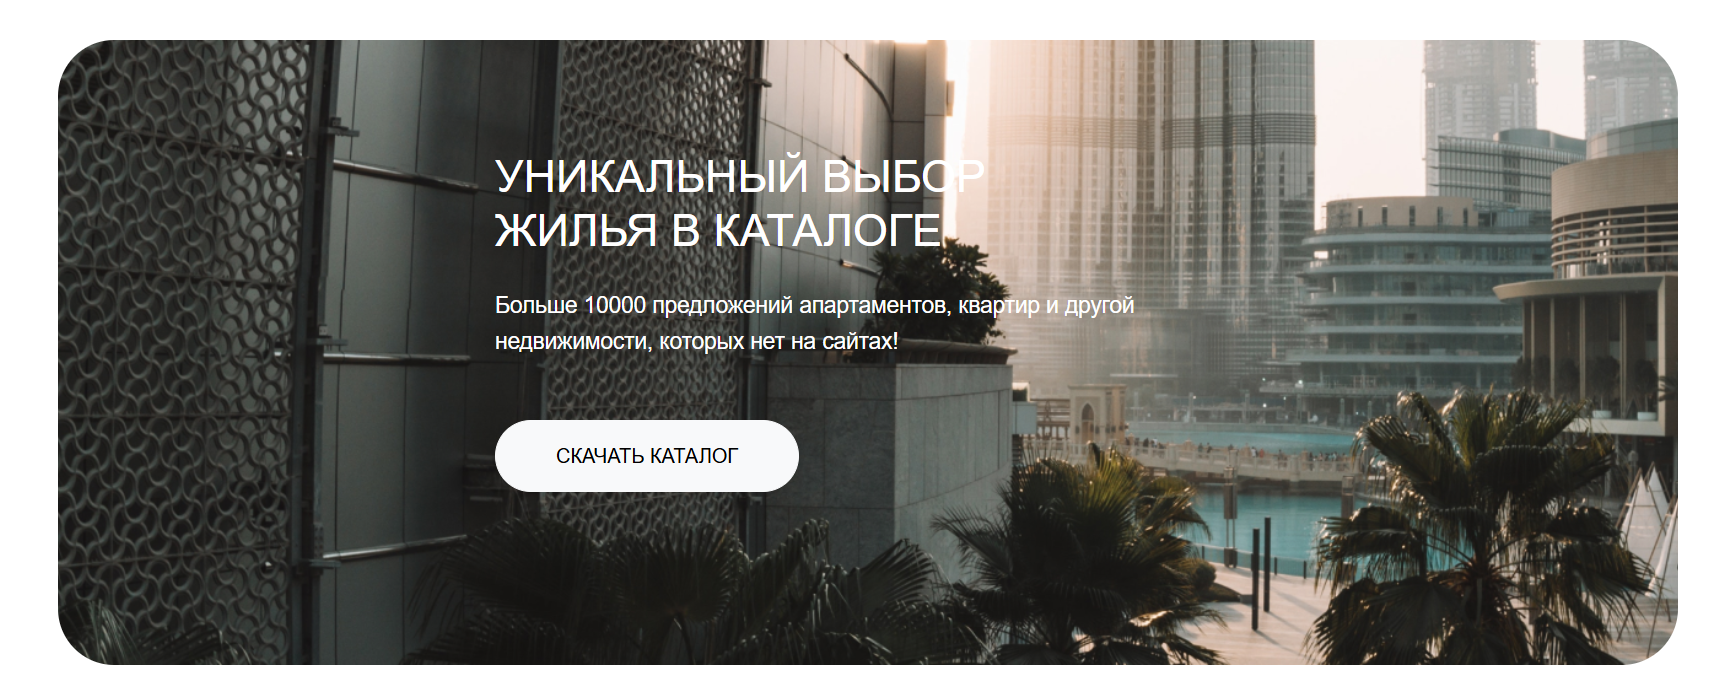 УНИКАЛЬНЫЙ ВЫБОР
ЖИЛЬЯ В КАТАЛОГЕ
Больше 10000 предложений апартаментов, квартир и другой
недвижимости, которых нет на сайтах!
СКАЧАТЬ КАТАЛОГ